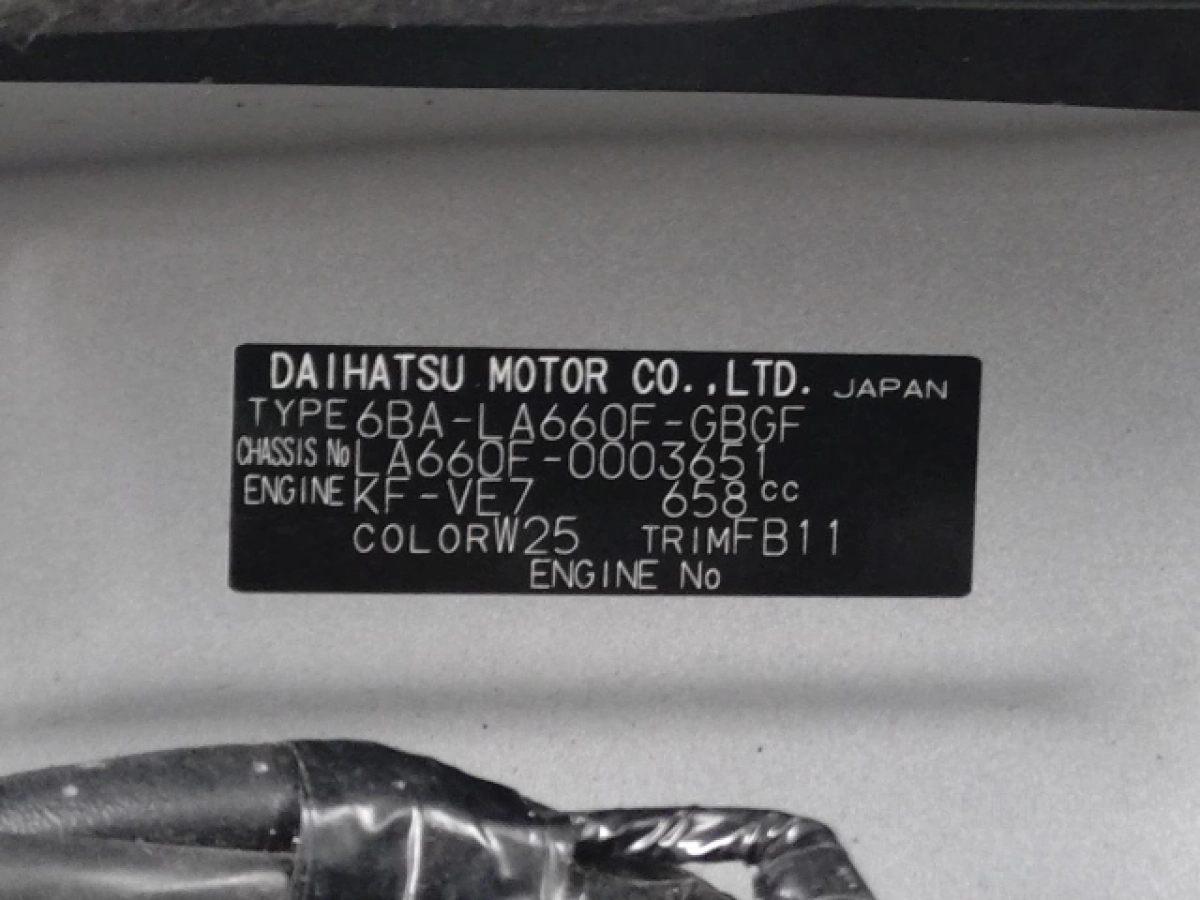 DAIHATSU MOTOR CO.,LTD. JAPAN
TYPE 6BA-LA660F-GBGF
CHASSIS No LA660F-0003651
ENGINE KF-VE7 658 cc
COLOR W25 TRIM FB11
ENGINE No